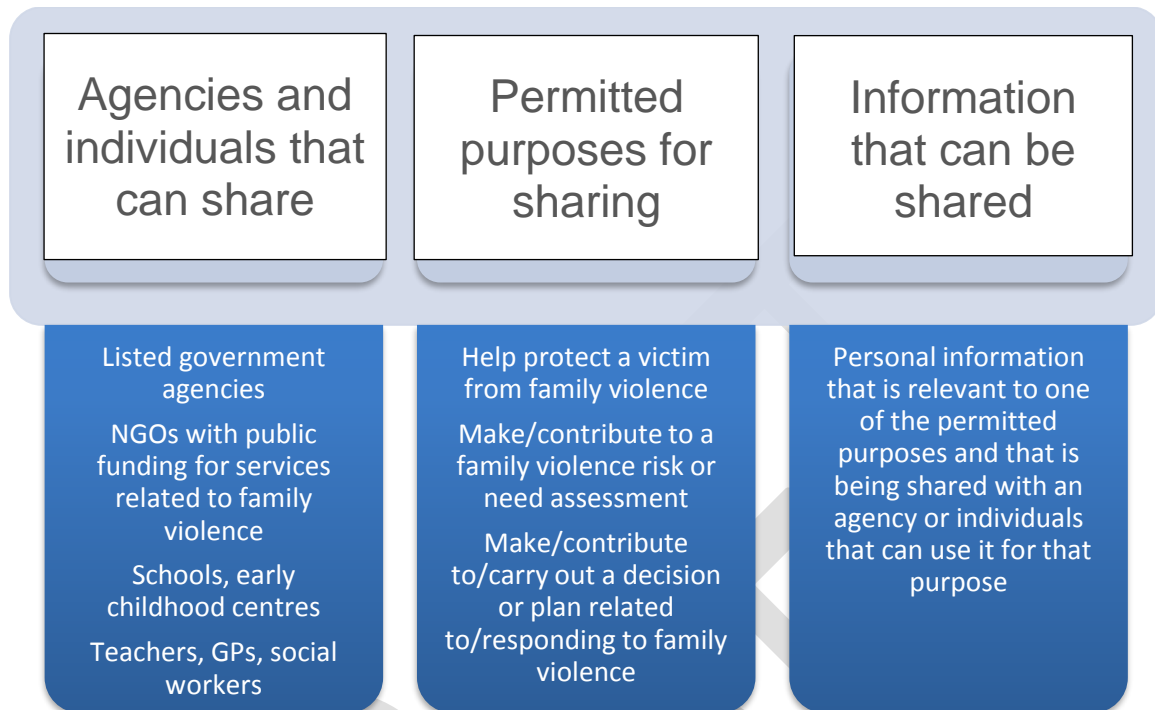 Agencies and
individuals that
can share
Listed government
agencies
NGOs with public
funding for services
related to family
violence
Schools, early
childhood centres
Teachers, GPs, social
workers
Permitted
purposes for
sharing
Help protect a victim
from family violence
Make/contribute to a
family violence risk or
need assessment
Make/contribute
to/carry out a decision
or plan related
to/responding to family
violence
Information
that can be
shared
Personal information
that is relevant to one
of the permitted
purposes and that is
being shared with an
agency or individuals
that can use it for that
purpose